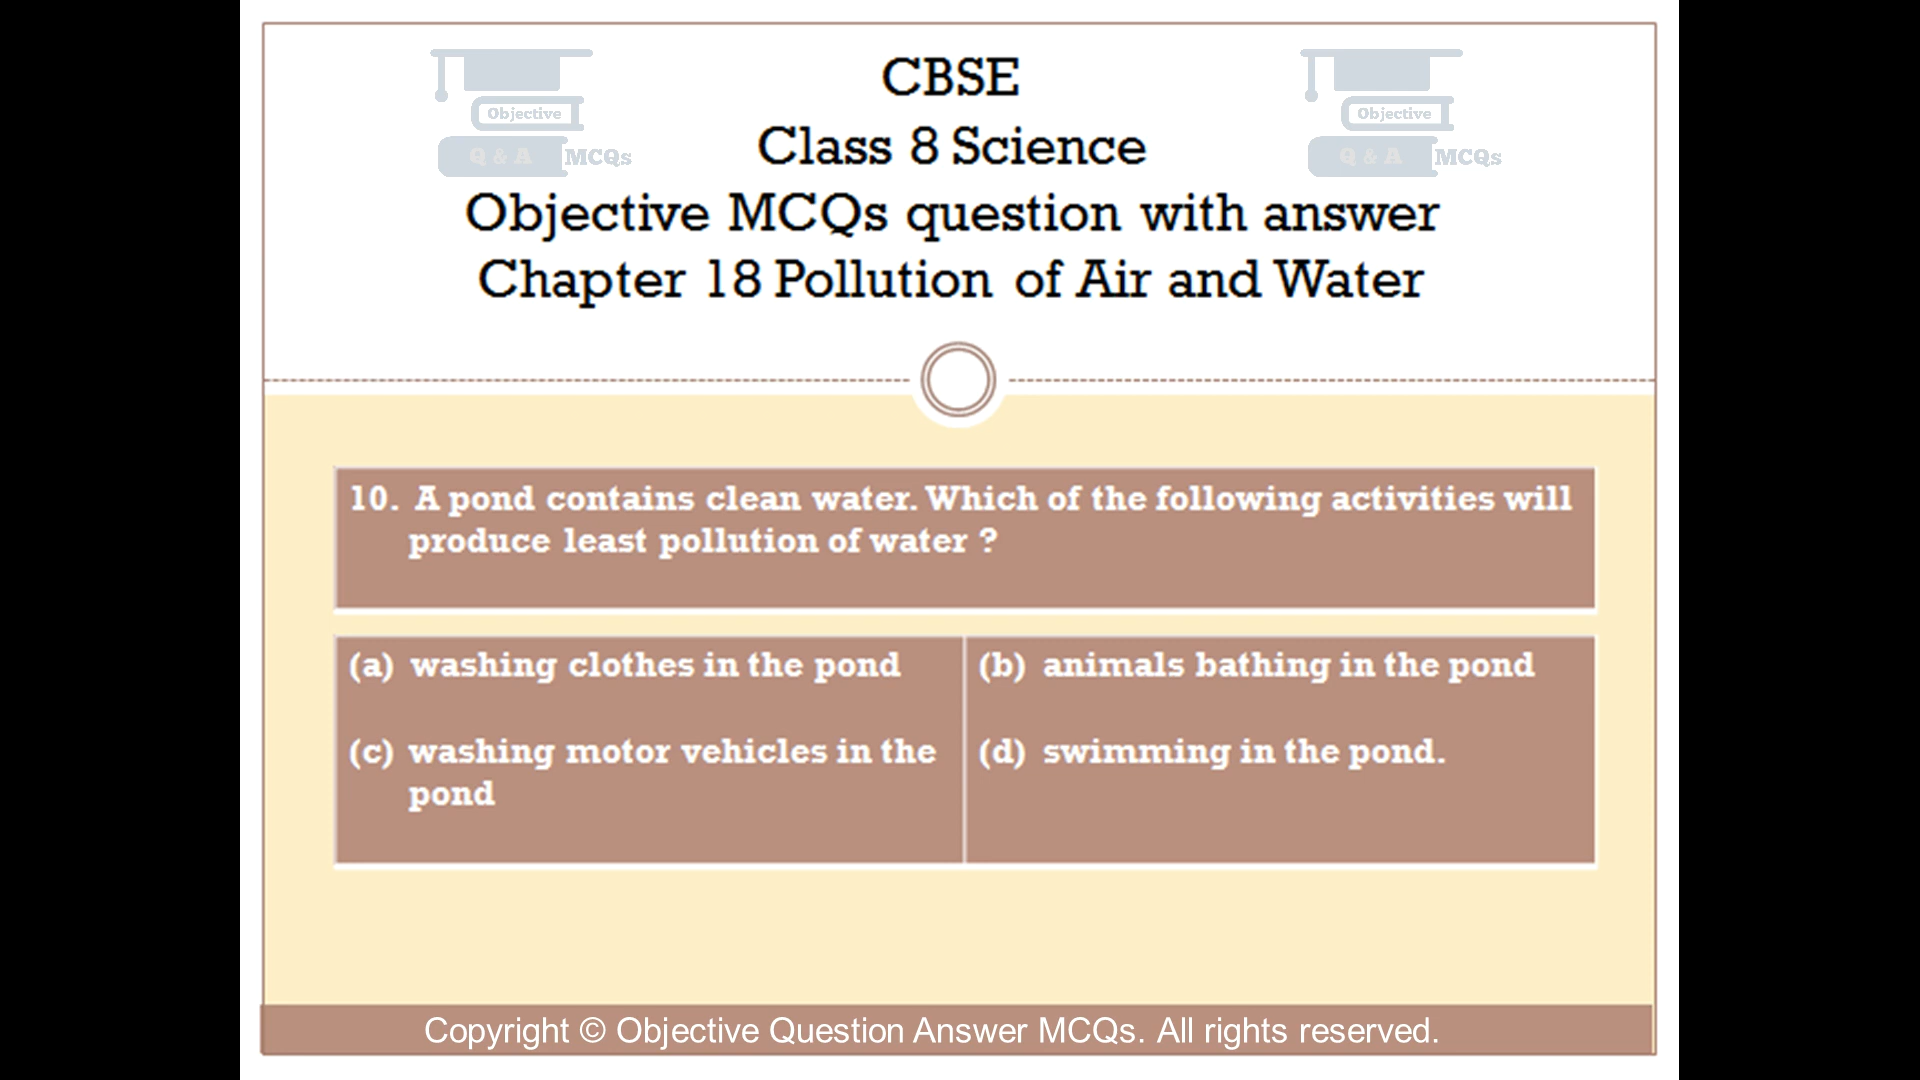 CBSE
Class 8 Science
Objective MCQs question with answer
Chapter 18 Pollution of Air and Water
Objective
Q & A MCQs
Objective
Q & A MCQs
10. A pond contains clean water. Which of the following activities will
produce least pollution of water ?
(a) washing clothes in the pond
(b) animals bathing in the pond
(c) washing motor vehicles in the
pond
(d) swimming in the pond.
Copyright © Objective Question Answer MCQs. All rights reserved.